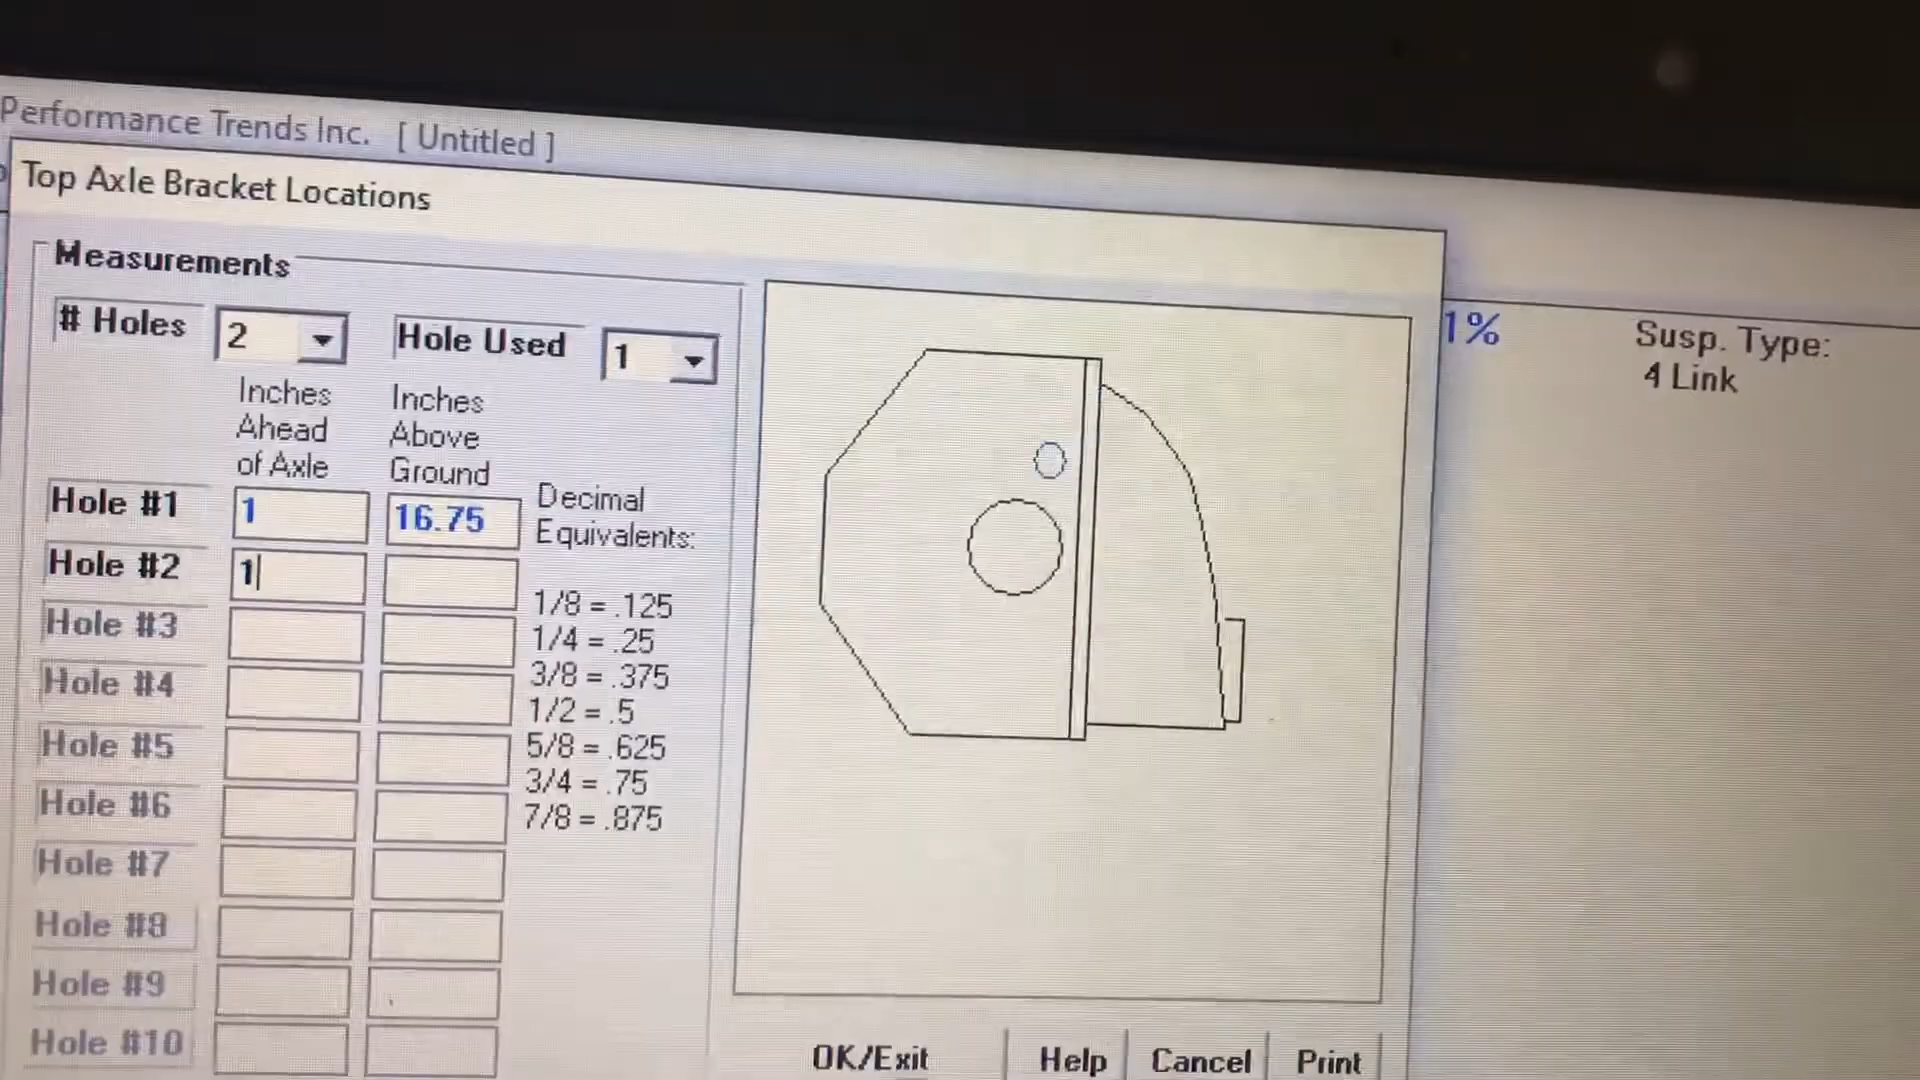 Performance Trends Inc. [ Untitled ]
Top Axle Bracket Locations
Measurements
# Holes 2 Hole Used 1
Inches Ahead of Axle
Inches Above Ground
Decimal Equivalents:
Hole #1 1 16.75
Hole #2 1
Hole #3
Hole #4
Hole #5
Hole #6
Hole #7
Hole #8
Hole #9
Hole #10
1/8 = .125
1/4 = .25
3/8 = .375
1/2 = .5
5/8 = .625
3/4 = .75
7/8 = .875
1%
Susp. Type:
4 Link
OK/Exit Help Cancel Print